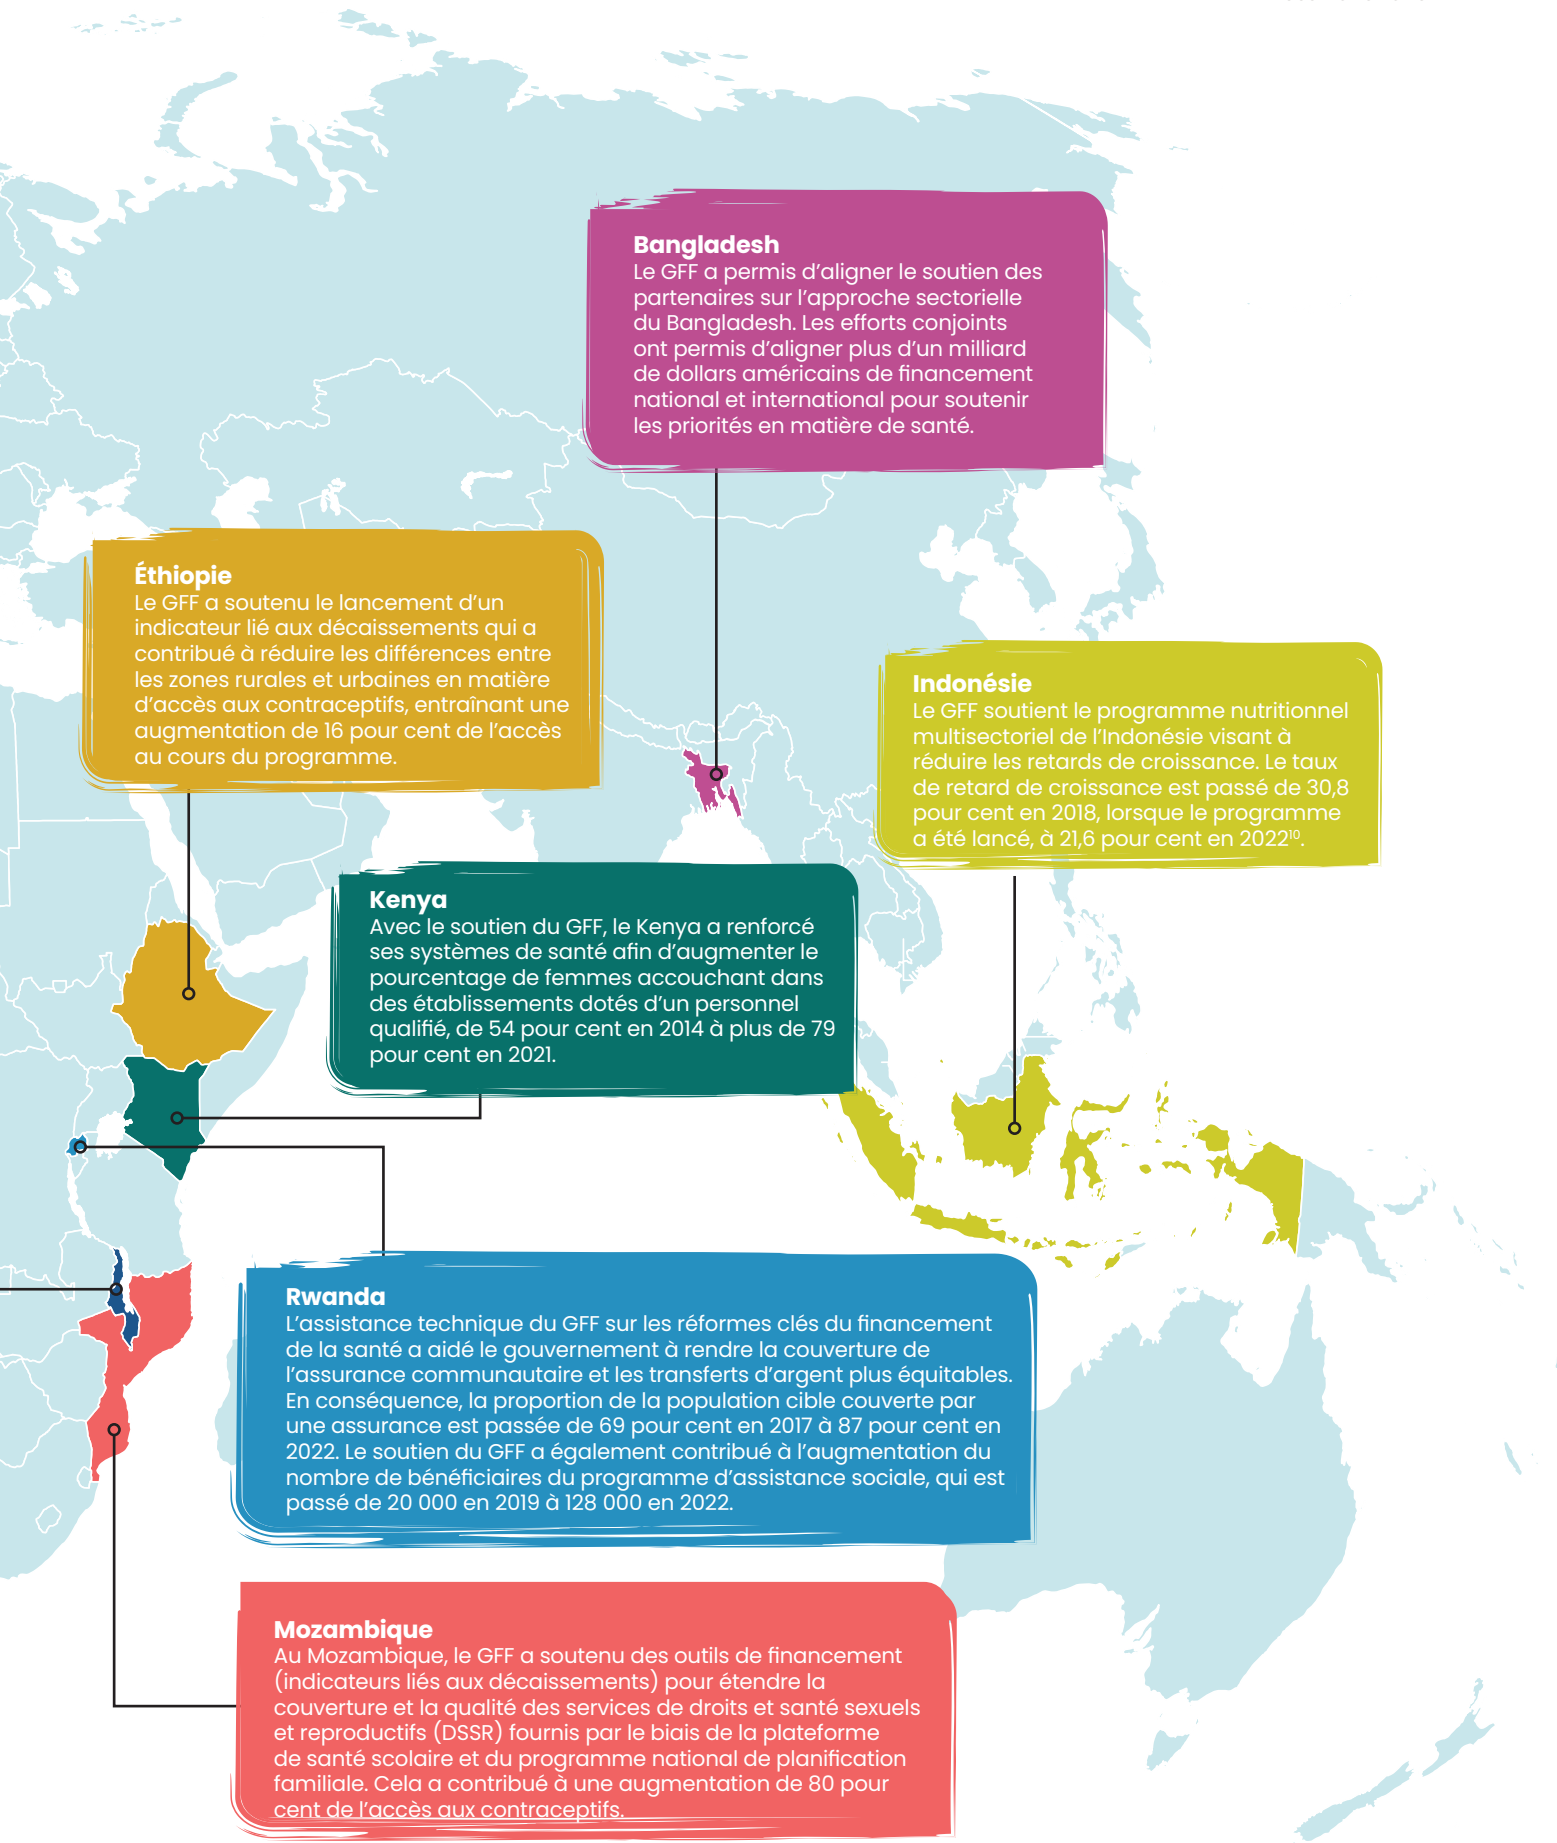 Bangladesh
Le GFF a permis d’aligner le soutien des
partenaires sur l’approche sectorielle
du Bangladesh. Les efforts conjoints
ont permis d’aligner plus d’un milliard
de dollars américains de financement
national et international pour soutenir
les priorités en matière de santé.
Éthiopie
Le GFF a soutenu le lancement d’un
indicateur lié aux décaissements qui a
contribué à réduire les différences entre
les zones rurales et urbaines en matière
d’accès aux contraceptifs, entraînant une
augmentation de 16 pour cent de l’accès
au cours du programme.
Indonésie
Le GFF soutient le programme nutritionnel
multisectoriel de l’Indonésie visant à
réduire les retards de croissance. Le taux
de retard de croissance est passé de 30,8
pour cent en 2018, lorsque le programme
a été lancé, à 21,6 pour cent en 2022¹⁰.
Kenya
Avec le soutien du GFF, le Kenya a renforcé
ses systèmes de santé afin d’augmenter le
pourcentage de femmes accouchant dans
des établissements dotés d’un personnel
qualifié, de 54 pour cent en 2014 à plus de 79
pour cent en 2021.
Rwanda
L’assistance technique du GFF sur les réformes clés du financement
de la santé a aidé le gouvernement à rendre la couverture de
l’assurance communautaire et les transferts d’argent plus équitables.
En conséquence, la proportion de la population cible couverte par
une assurance est passée de 69 pour cent en 2017 à 87 pour cent en
2022. Le soutien du GFF a également contribué à l’augmentation du
nombre de bénéficiaires du programme d’assistance sociale, qui est
passé de 20 000 en 2019 à 128 000 en 2022.
Mozambique
Au Mozambique, le GFF a soutenu des outils de financement
(indicateurs liés aux décaissements) pour étendre la
couverture et la qualité des services de droits et santé sexuels
et reproductifs (DSSR) fournis par le biais de la plateforme
de santé scolaire et du programme national de planification
familiale. Cela a contribué à une augmentation de 80 pour
cent de l’accès aux contraceptifs.